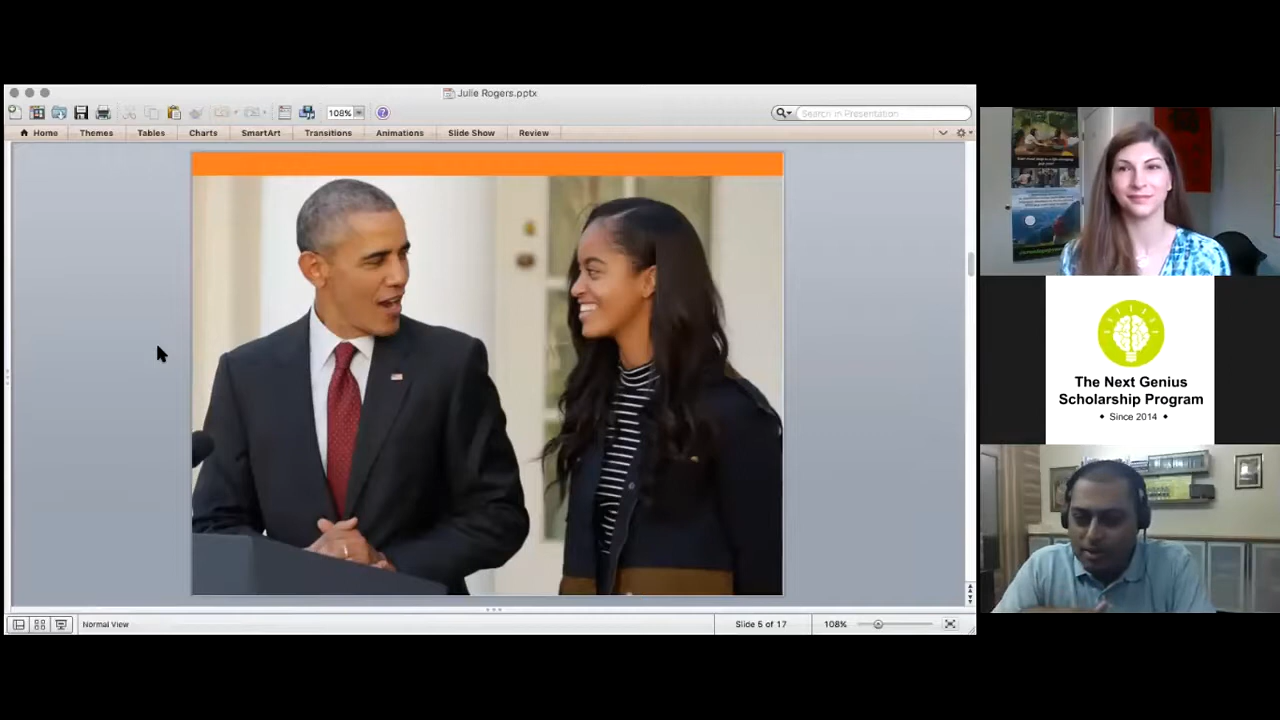 Julie Rogers.pptx
108%
Search in Presentation
Home Themes Tables Charts SmartArt Transitions Animations Slide Show Review
The Next Genius
Scholarship Program
Since 2014
Normal View
Slide 5 of 17
108%